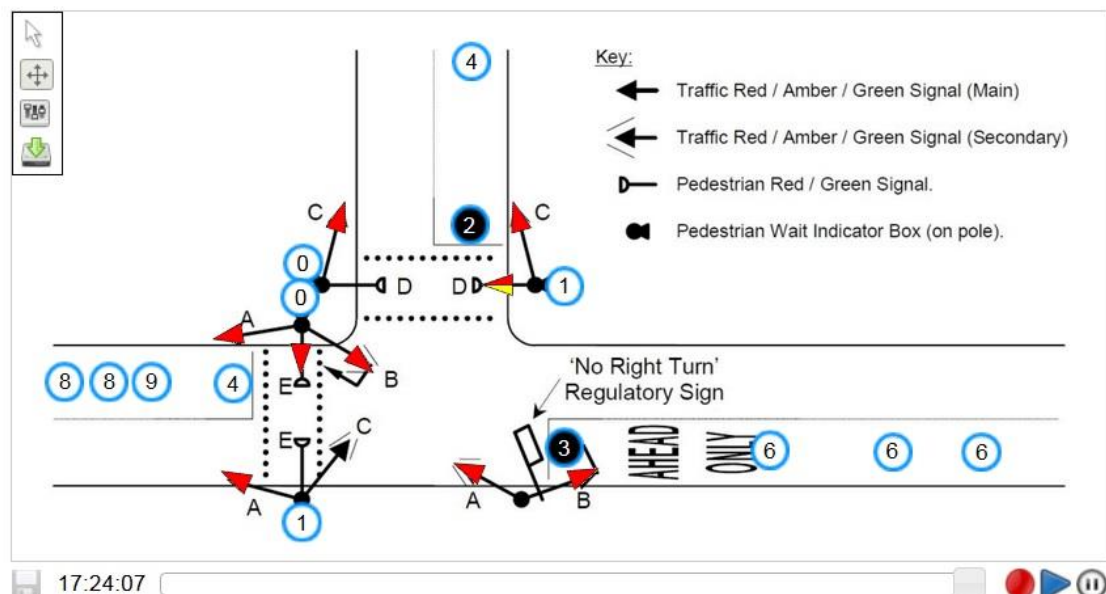 Key:
Traffic Red / Amber / Green Signal (Main)
Traffic Red / Amber / Green Signal (Secondary)
Pedestrian Red / Green Signal.
Pedestrian Wait Indicator Box (on pole).
4
C
C
2
0
D
D
1
0
A
B
8
8
9
4
E
'No Right Turn'
Regulatory Sign
E
C
3
AHEAD
ONLY
6
6
6
A
A
B
1
17:24:07